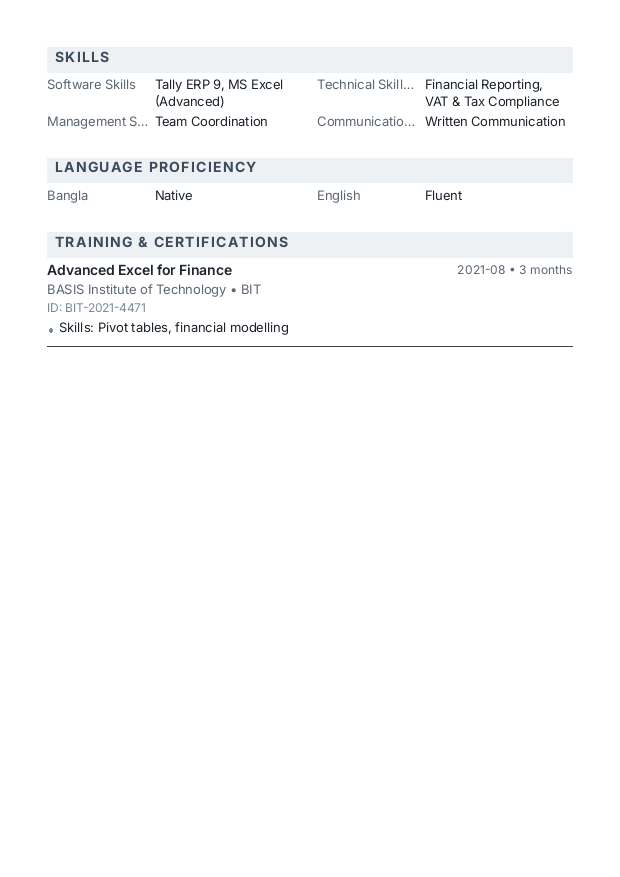 SKILLS
Software Skills Tally ERP 9, MS Excel Technical Skill... Financial Reporting,
(Advanced) VAT & Tax Compliance
Management S... Team Coordination Communicatio... Written Communication
LANGUAGE PROFICIENCY
Bangla Native English Fluent
TRAINING & CERTIFICATIONS
Advanced Excel for Finance 2021-08 • 3 months
BASIS Institute of Technology • BIT
ID: BIT-2021-4471
• Skills: Pivot tables, financial modelling